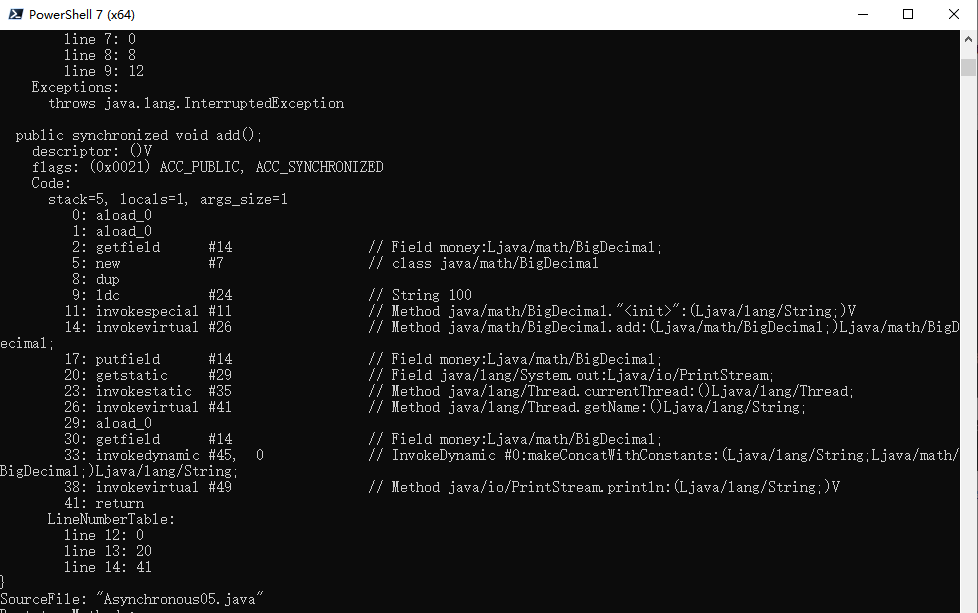 PowerShell 7 (x64)
line 7: 0
line 8: 8
line 9: 12
Exceptions:
throws java.lang.InterruptedException
public synchronized void add();
descriptor: ()V
flags: (0x0021) ACC_PUBLIC, ACC_SYNCHRONIZED
Code:
stack=5, locals=1, args_size=1
0: aload_0
1: aload_0
2: getfield #14 // Field money:Ljava/math/BigDecimal;
5: new #7 // class java/math/BigDecimal
8: dup
9: ldc #24 // String 100
11: invokespecial #11 // Method java/math/BigDecimal."<init>":(Ljava/lang/String;)V
14: invokevirtual #26 // Method java/math/BigDecimal.add:(Ljava/math/BigDecimal;)Ljava/math/BigD
ecimal;
17: putfield #14 // Field money:Ljava/math/BigDecimal;
20: getstatic #29 // Field java/lang/System.out:Ljava/io/PrintStream;
23: invokestatic #35 // Method java/lang/Thread.currentThread:()Ljava/lang/Thread;
26: invokevirtual #41 // Method java/lang/Thread.getName:()Ljava/lang/String;
29: aload_0
30: getfield #14 // Field money:Ljava/math/BigDecimal;
33: invokedynamic #45, 0 // InvokeDynamic #0:makeConcatWithConstants:(Ljava/lang/String;Ljava/math/
BigDecimal;)Ljava/lang/String;
38: invokevirtual #49 // Method java/io/PrintStream.println:(Ljava/lang/String;)V
41: return
LineNumberTable:
line 12: 0
line 13: 20
line 14: 41
}
SourceFile: "Asynchronous05.java"